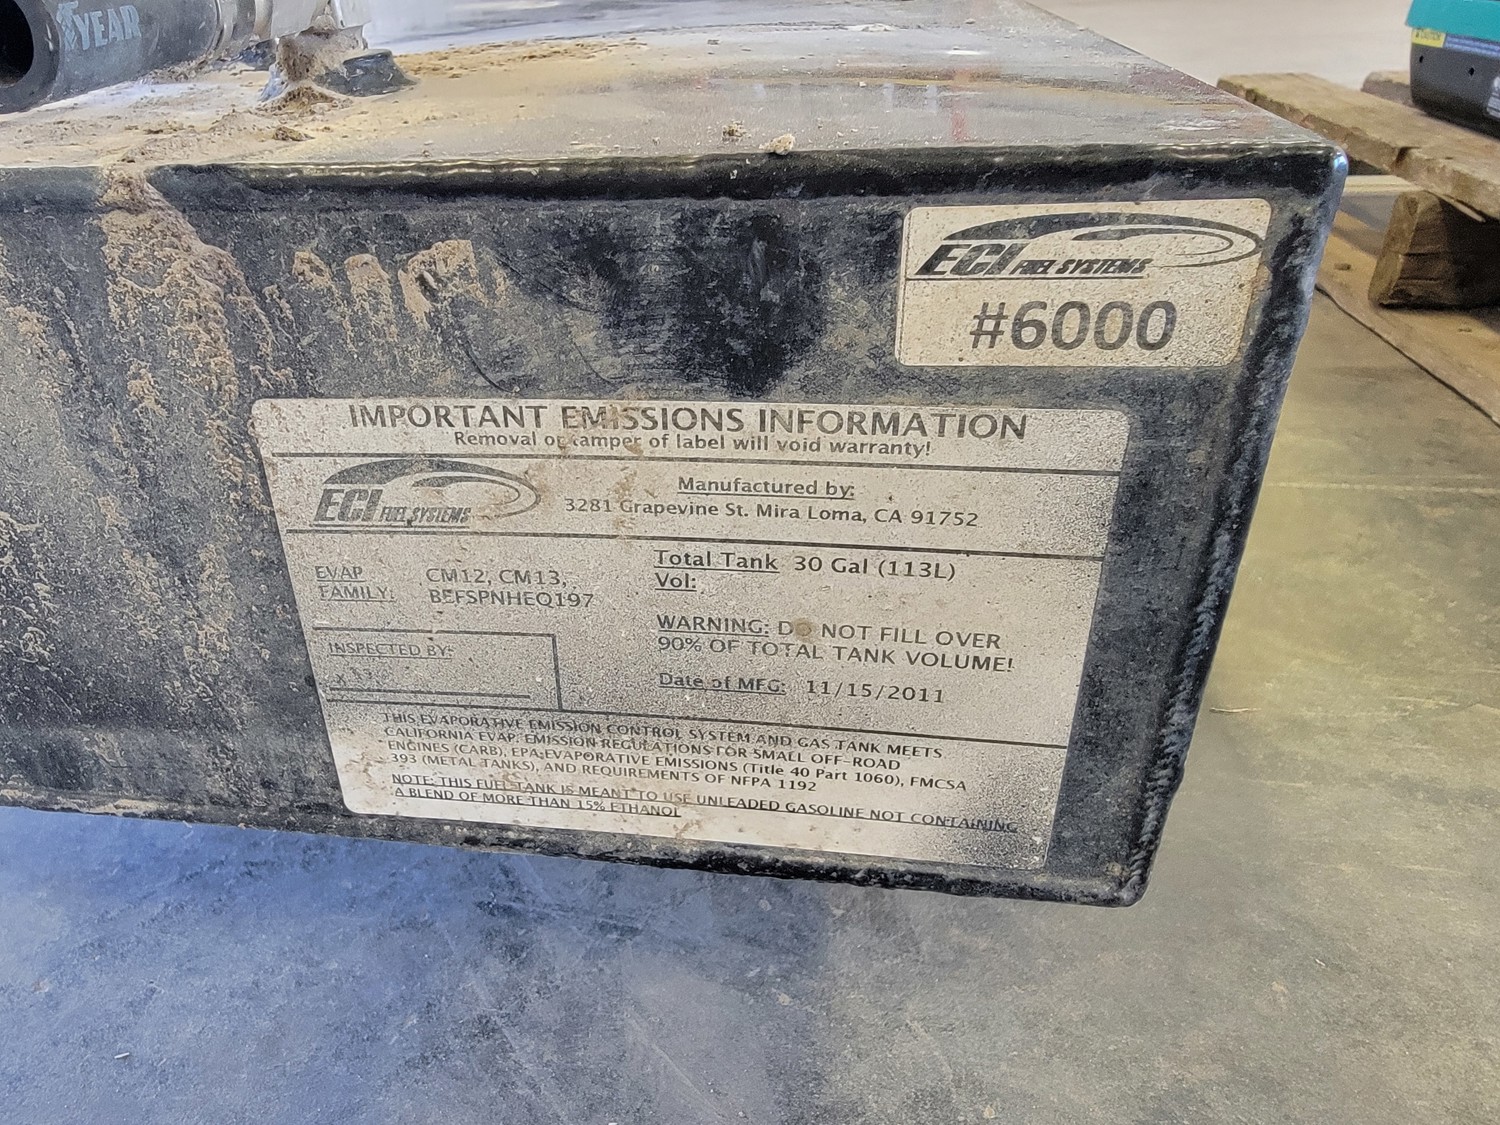 YEAR
ECI FUEL SYSTEMS
#6000
IMPORTANT EMISSIONS INFORMATION
Removal or tamper of label will void warranty!
ECI FUEL SYSTEMS
Manufactured by:
3281 Grapevine St. Mira Loma, CA 91752
EVAP
FAMILY:
CM12, CM13,
BEFSPNHEQ197
Total Tank 30 Gal (113L)
Vol:
WARNING: DO NOT FILL OVER
90% OF TOTAL TANK VOLUME!
INSPECTED BY:
X
Date of MFG: 11/15/2011
THIS EVAPORATIVE EMISSION CONTROL SYSTEM AND GAS TANK MEETS
CALIFORNIA EVAP. EMISSION REGULATIONS FOR SMALL OFF-ROAD
ENGINES (CARB), EPA EVAPORATIVE EMISSIONS (Title 40 Part 1060), FMCSA
393 (METAL TANKS), AND REQUIREMENTS OF NFPA 1192
NOTE: THIS FUEL TANK IS MEANT TO USE UNLEADED GASOLINE NOT CONTAINING
A BLEND OF MORE THAN 15% ETHANOL
CAUTION